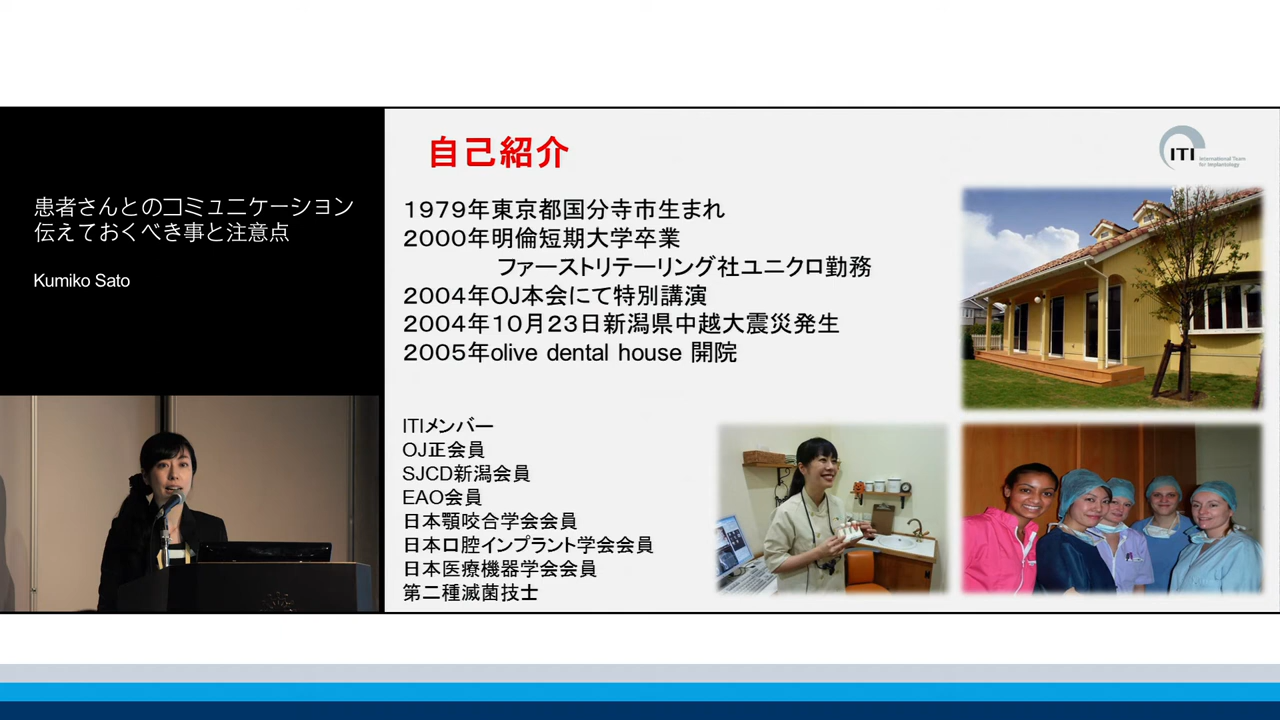 患者さんとのコミュニケーション
伝えておくべき事と注意点
Kumiko Sato
自己紹介
ITI International Team
for Implantology
1979年東京都国分寺市生まれ
2000年明倫短期大学卒業
ファーストリテーリング社ユニクロ勤務
2004年OJ本会にて特別講演
2004年10月23日新潟県中越大震災発生
2005年olive dental house 開院
ITIメンバー
OJ正会員
SJCD新潟会員
EAO会員
日本顎咬合学会会員
日本口腔インプラント学会会員
日本医療機器学会会員
第二種滅菌技士